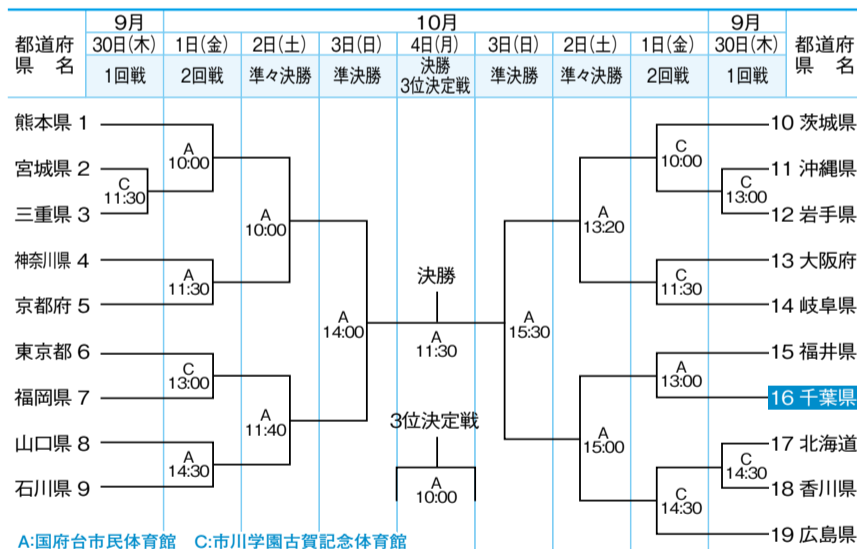 都道府県名 9月 10月 9月 都道府県名
30日(木) 1日(金) 2日(土) 3日(日) 4日(月) 3日(日) 2日(土) 1日(金) 30日(木)
1回戦 2回戦 準々決勝 準決勝 決勝 3位決定戦 準決勝 準々決勝 2回戦 1回戦
熊本県 1
宮城県 2
三重県 3
神奈川県 4
京都府 5
東京都 6
福岡県 7
山口県 8
石川県 9
C 11:30
A 10:00
A 11:30
C 13:00
A 14:30
A 10:00
A 11:40
A 14:00
決勝
A 11:30
3位決定戦
A 10:00
A 15:30
A 13:20
A 15:00
C 10:00
C 11:30
A 13:00
C 14:30
C 13:00
C 14:30
10 茨城県
11 沖縄県
12 岩手県
13 大阪府
14 岐阜県
15 福井県
16 千葉県
17 北海道
18 香川県
19 広島県
A:国府台市民体育館 C:市川学園古賀記念体育館